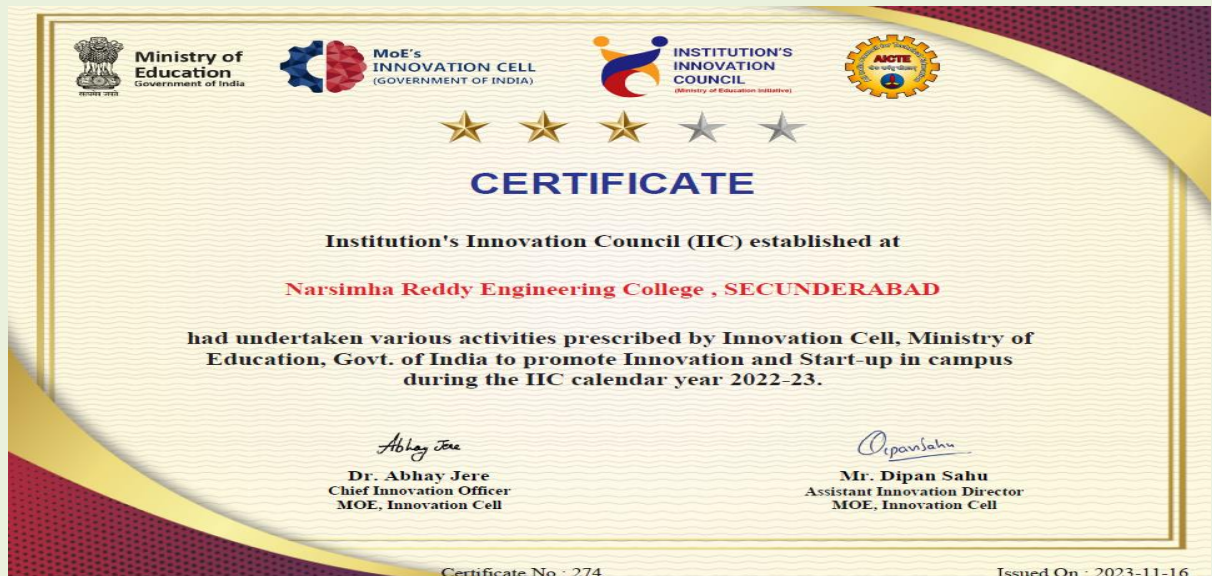 Ministry of
Education
Government of India
सत्यमेव जयते
MoE's
INNOVATION CELL
(GOVERNMENT OF INDIA)
INSTITUTION'S
INNOVATION
COUNCIL
(Ministry of Education Initiative)
AICTE
CERTIFICATE
Institution's Innovation Council (IIC) established at
Narsimha Reddy Engineering College , SECUNDERABAD
had undertaken various activities prescribed by Innovation Cell, Ministry of
Education, Govt. of India to promote Innovation and Start-up in campus
during the IIC calendar year 2022-23.
Abhay Jere
DipanSahu
Dr. Abhay Jere
Chief Innovation Officer
MOE, Innovation Cell
Mr. Dipan Sahu
Assistant Innovation Director
MOE, Innovation Cell
Certificate No : 274
Issued On : 2023-11-16